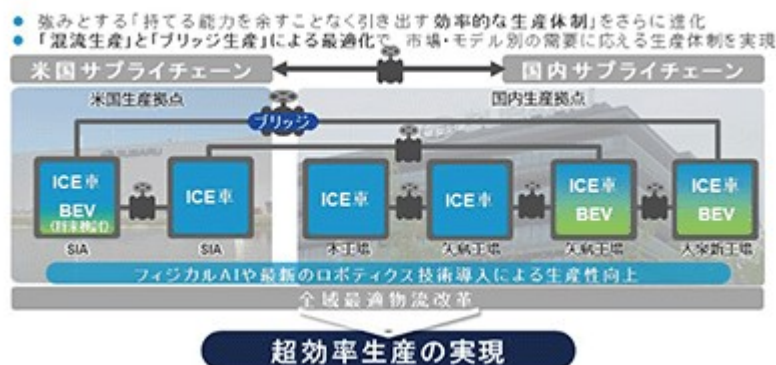 ● 強みとする「持てる能力を余すことなく引き出す効率的な生産体制」をさらに進化
● 「混流生産」と「ブリッジ生産」による最適化で、市場・モデル別の需要に応える生産体制を実現
米国サプライチェーン 国内サプライチェーン
米国生産拠点 国内生産拠点
ブリッジ
ICE車 BEV (将来検討) SIA
ICE車 SIA
ICE車 本工場
ICE車 矢島工場
ICE車 BEV 矢島工場
ICE車 BEV 大泉新工場
フィジカルAIや最新のロボティクス技術導入による生産性向上
全域最適物流改革
超効率生産の実現